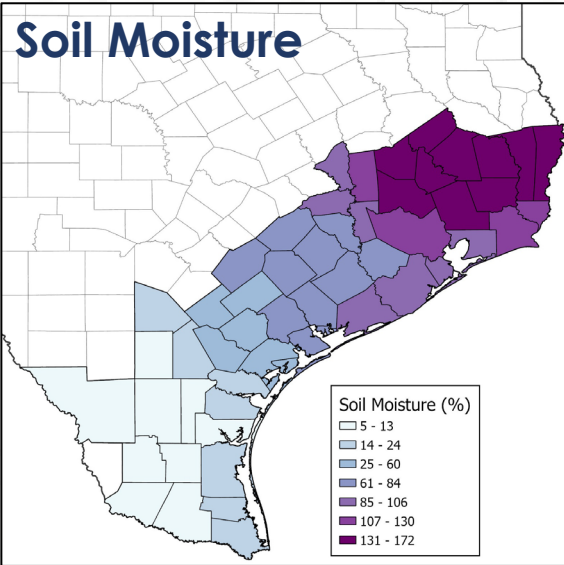 Soil Moisture
Soil Moisture (%)
5 - 13
14 - 24
25 - 60
61 - 84
85 - 106
107 - 130
131 - 172